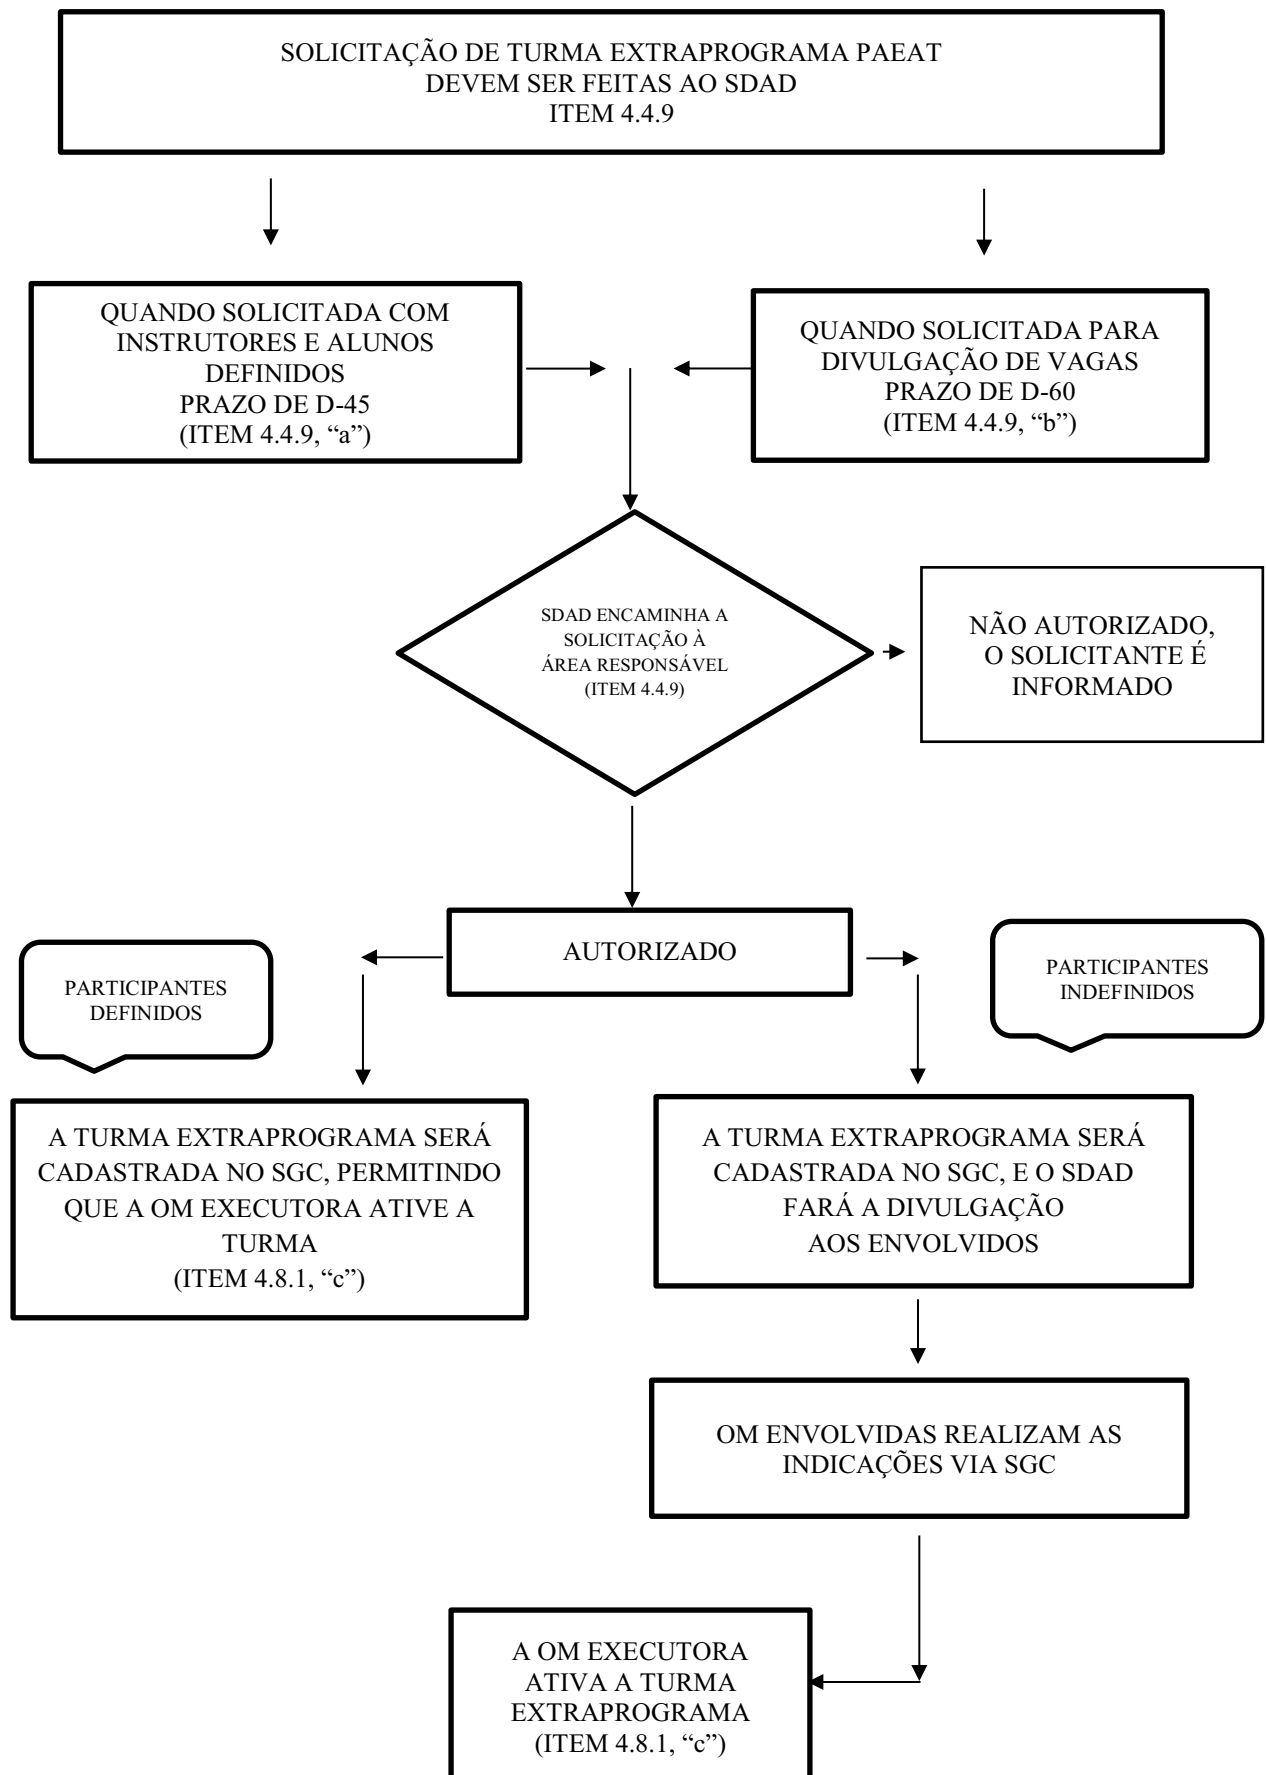 SOLICITAÇÃO DE TURMA EXTRAPROGRAMA PAEAT
DEVEM SER FEITAS AO SDAD
ITEM 4.4.9
QUANDO SOLICITADA COM
INSTRUTORES E ALUNOS
DEFINIDOS
PRAZO DE D-45
(ITEM 4.4.9, “a”)
QUANDO SOLICITADA PARA
DIVULGAÇÃO DE VAGAS
PRAZO DE D-60
(ITEM 4.4.9, “b”)
SDAD ENCAMINHA A
SOLICITAÇÃO À
ÁREA RESPONSÁVEL
(ITEM 4.4.9)
NÃO AUTORIZADO,
O SOLICITANTE É
INFORMADO
AUTORIZADO
PARTICIPANTES
DEFINIDOS
PARTICIPANTES
INDEFINIDOS
A TURMA EXTRAPROGRAMA SERÁ
CADASTRADA NO SGC, PERMITINDO
QUE A OM EXECUTORA ATIVE A
TURMA
(ITEM 4.8.1, “c”)
A TURMA EXTRAPROGRAMA SERÁ
CADASTRADA NO SGC, E O SDAD
FARÁ A DIVULGAÇÃO
AOS ENVOLVIDOS
OM ENVOLVIDAS REALIZAM AS
INDICAÇÕES VIA SGC
A OM EXECUTORA
ATIVA A TURMA
EXTRAPROGRAMA
(ITEM 4.8.1, “c”)